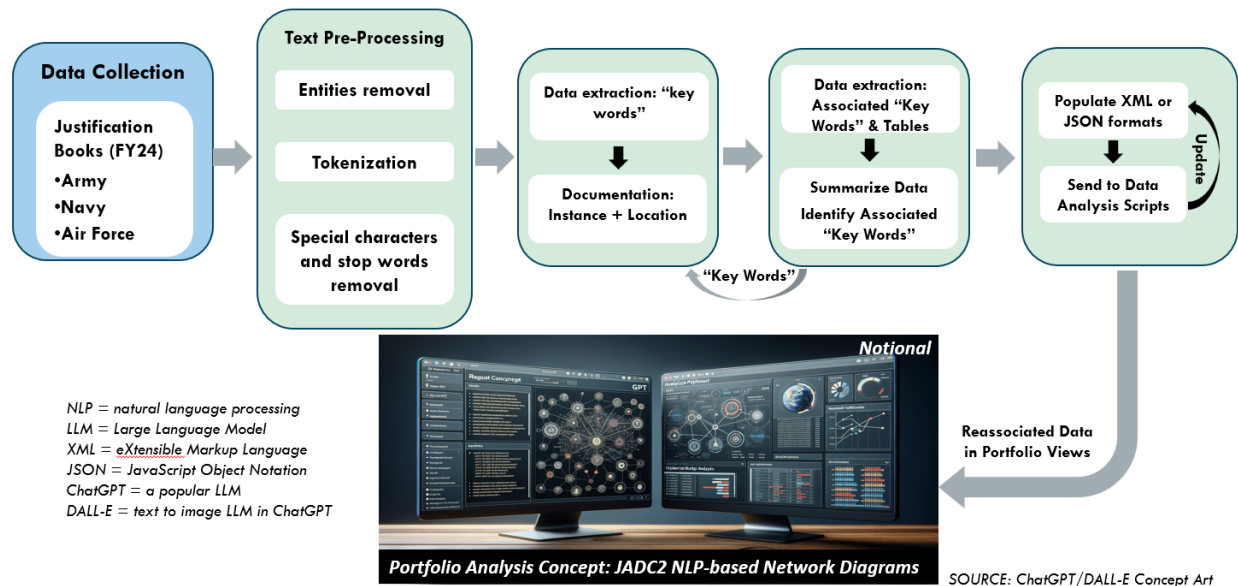 Data Collection
Justification
Books (FY24)
•Army
•Navy
•Air Force
Text Pre-Processing
Entities removal
Tokenization
Special characters
and stop words
removal
Data extraction: “key
words”
Documentation:
Instance + Location
Data extraction:
Associated “Key
Words” & Tables
Summarize Data
Identify Associated
“Key Words”
“Key Words”
Populate XML or
JSON formats
Send to Data
Analysis Scripts
Update
Reassociated Data
in Portfolio Views
Notional
GPT
Portfolio Analysis Concept: JADC2 NLP-based Network Diagrams
NLP = natural language processing
LLM = Large Language Model
XML = eXtensible Markup Language
JSON = JavaScript Object Notation
ChatGPT = a popular LLM
DALL-E = text to image LLM in ChatGPT
SOURCE: ChatGPT/DALL-E Concept Art